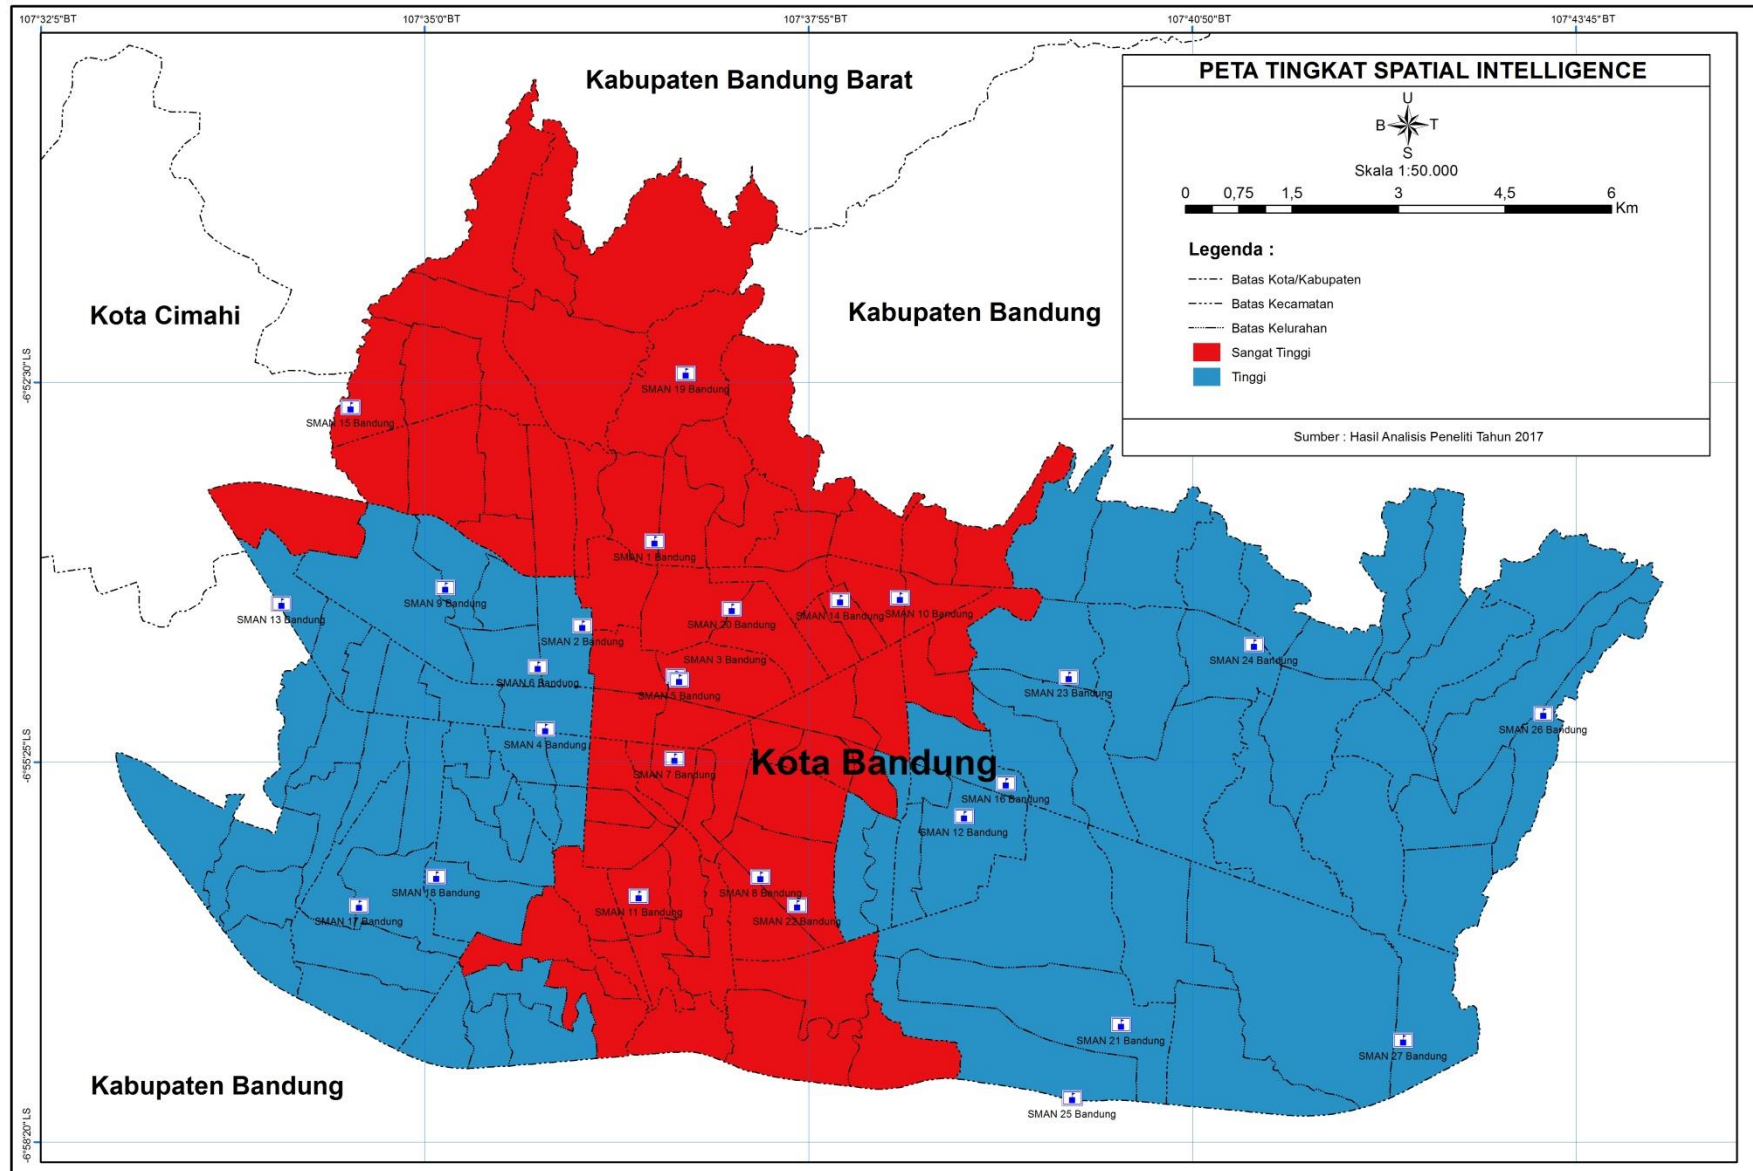 107°32'5"BT
107°35'0"BT
107°37'55"BT
107°40'50"BT
107°43'45"BT
Kabupaten Bandung Barat
PETA TINGKAT SPATIAL INTELLIGENCE
U
B
T
S
Skala 1:50.000
0 0,75 1,5 3 4,5 6
Km
Legenda :
Batas Kota/Kabupaten
Batas Kecamatan
Batas Kelurahan
Sangat Tinggi
Tinggi
Sumber : Hasil Analisis Peneliti Tahun 2017
Kota Cimahi
Kabupaten Bandung
-6°52'30"LS
SMAN 19 Bandung
SMAN 15 Bandung
SMAN 1 Bandung
SMAN 9 Bandung
SMAN 13 Bandung
SMAN 2 Bandung
SMAN 20 Bandung
SMAN 14 Bandung
SMAN 10 Bandung
SMAN 3 Bandung
SMAN 6 Bandung
SMAN 5 Bandung
SMAN 23 Bandung
SMAN 24 Bandung
SMAN 26 Bandung
SMAN 4 Bandung
-6°55'25"LS
Kota Bandung
SMAN 7 Bandung
SMAN 16 Bandung
SMAN 12 Bandung
SMAN 18 Bandung
SMAN 8 Bandung
SMAN 17 Bandung
SMAN 11 Bandung
SMAN 22 Bandung
SMAN 21 Bandung
SMAN 27 Bandung
Kabupaten Bandung
SMAN 25 Bandung
-6°58'20"LS